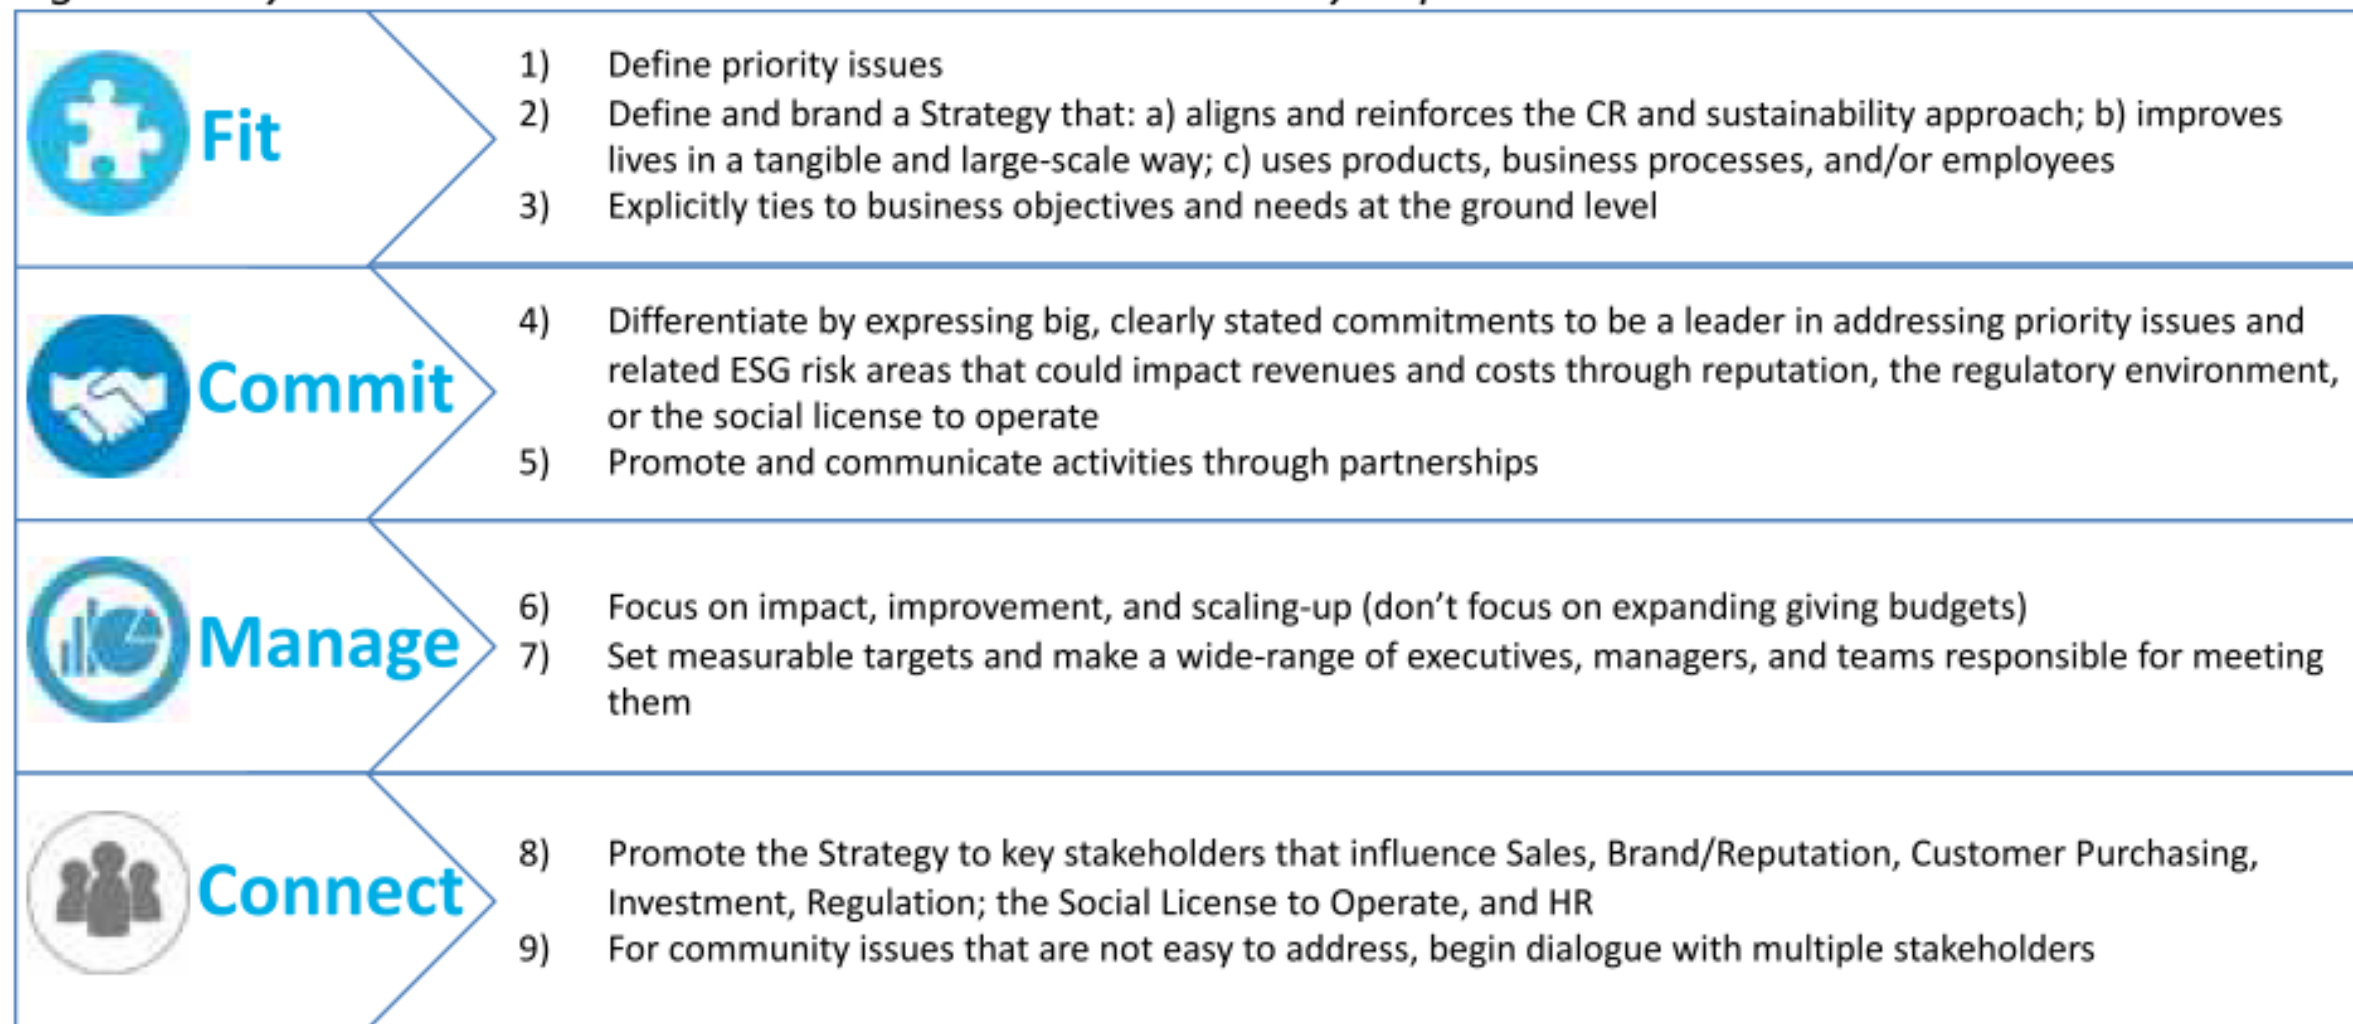 Fit
1) Define priority issues
2) Define and brand a Strategy that: a) aligns and reinforces the CR and sustainability approach; b) improves
lives in a tangible and large-scale way; c) uses products, business processes, and/or employees
3) Explicitly ties to business objectives and needs at the ground level
Commit
4) Differentiate by expressing big, clearly stated commitments to be a leader in addressing priority issues and
related ESG risk areas that could impact revenues and costs through reputation, the regulatory environment,
or the social license to operate
5) Promote and communicate activities through partnerships
Manage
6) Focus on impact, improvement, and scaling-up (don’t focus on expanding giving budgets)
7) Set measurable targets and make a wide-range of executives, managers, and teams responsible for meeting
them
Connect
8) Promote the Strategy to key stakeholders that influence Sales, Brand/Reputation, Customer Purchasing,
Investment, Regulation; the Social License to Operate, and HR
9) For community issues that are not easy to address, begin dialogue with multiple stakeholders